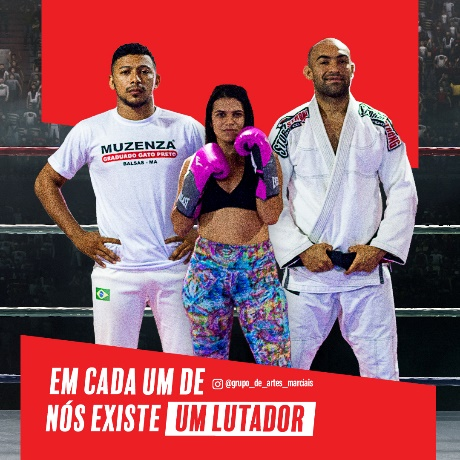 MUZENZA
GRADUADO GATO PRETO
BALSAS - MA
EM CADA UM DE
@grupo_de_artes_marciais
NÓS EXISTE UM LUTADOR